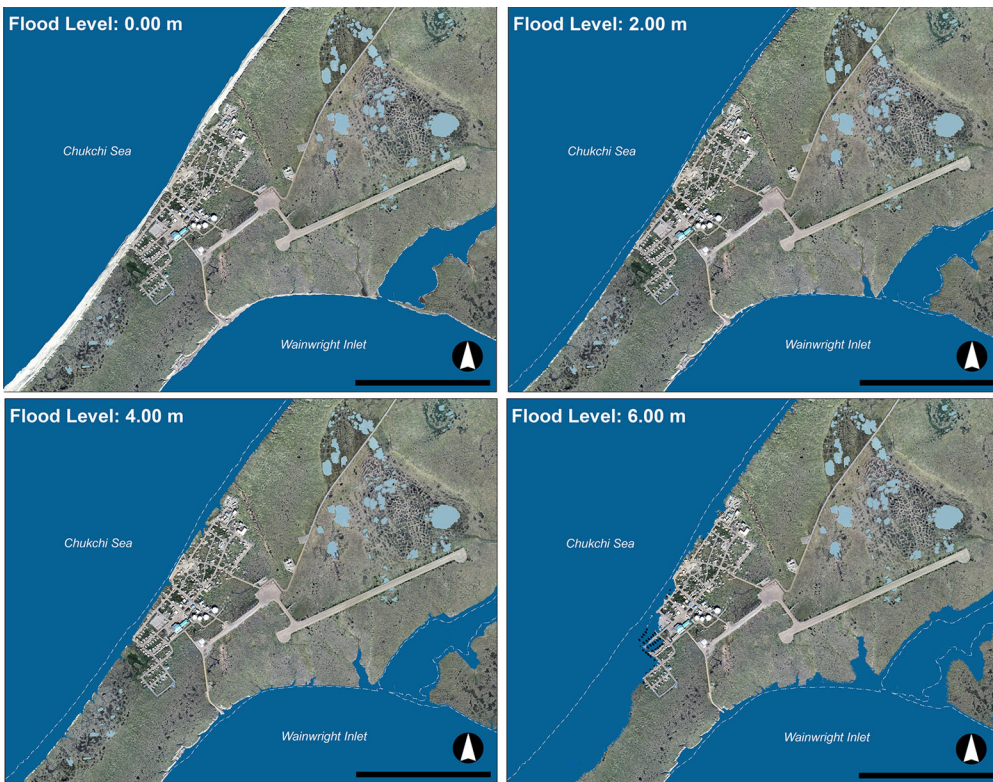 Flood Level: 0.00 m
Chukchi Sea
Wainwright Inlet
Flood Level: 2.00 m
Chukchi Sea
Wainwright Inlet
Flood Level: 4.00 m
Chukchi Sea
Wainwright Inlet
Flood Level: 6.00 m
Chukchi Sea
Wainwright Inlet